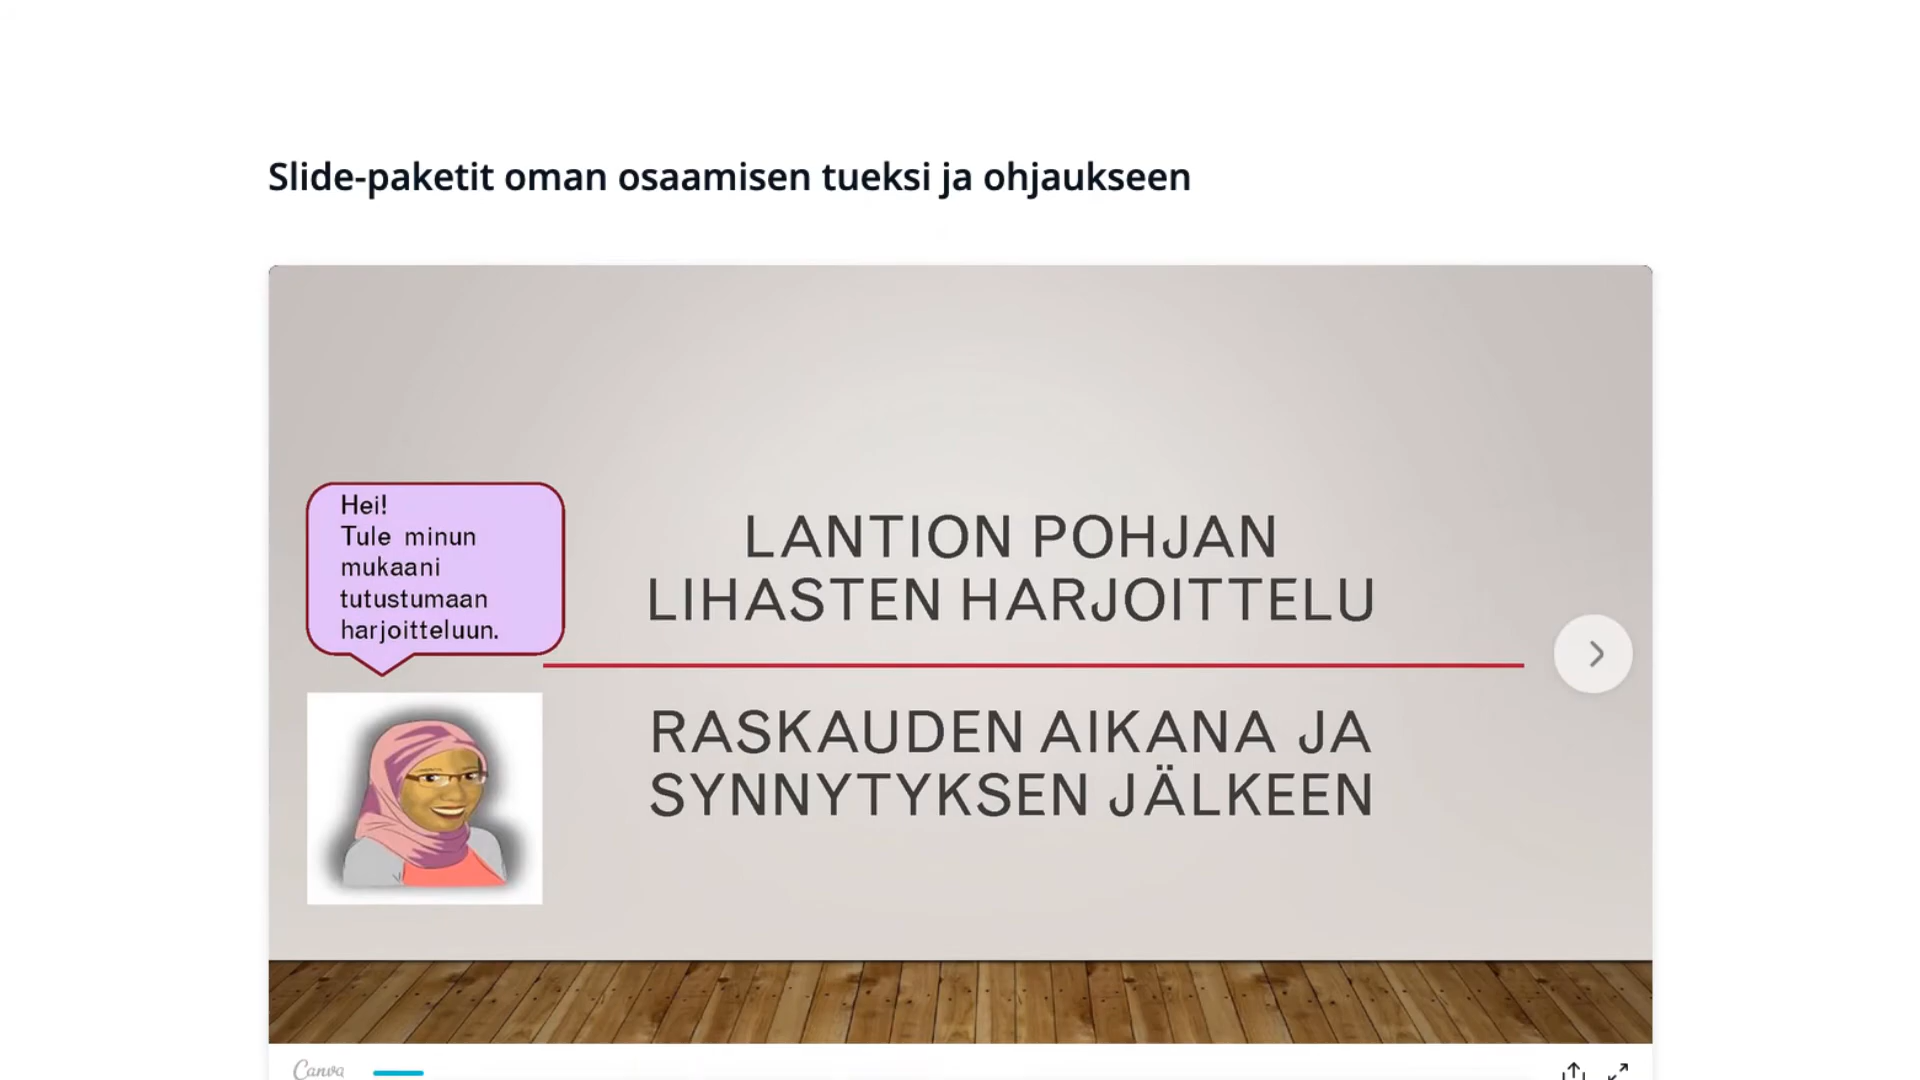 Slide-paketit oman osaamisen tueksi ja ohjaukseen
Hei!
Tule minun
mukaani
tutustumaan
harjoitteluun.
LANTION POHJAN
LIHASTEN HARJOITTELU
RASKAUDEN AIKANA JA
SYNNYTYKSEN JÄLKEEN
Canva